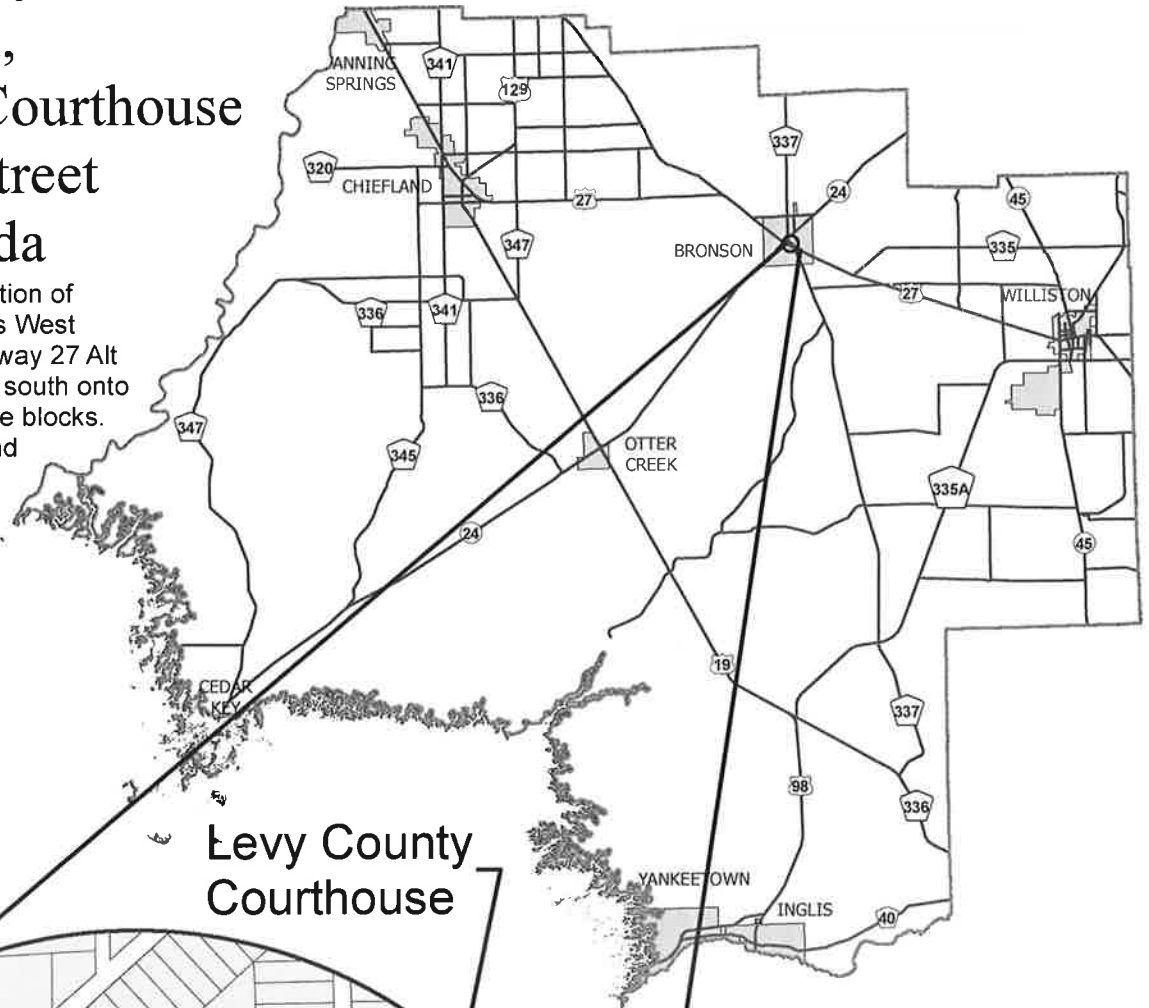 ,
Courthouse
treet
da
tion of
s West
way 27 Alt
south onto
e blocks.
nd
ANNING
SPRINGS
341
129
337
320
CHIEFLAND
24
27
45
347
BRONSON
335
27
WILLISTON
336
341
336
347
345
OTTER
CREEK
335A
24
45
19
CEDAR
KEY
337
98
336
Levy County
Courthouse
YANKEETOWN
INGLIS
40